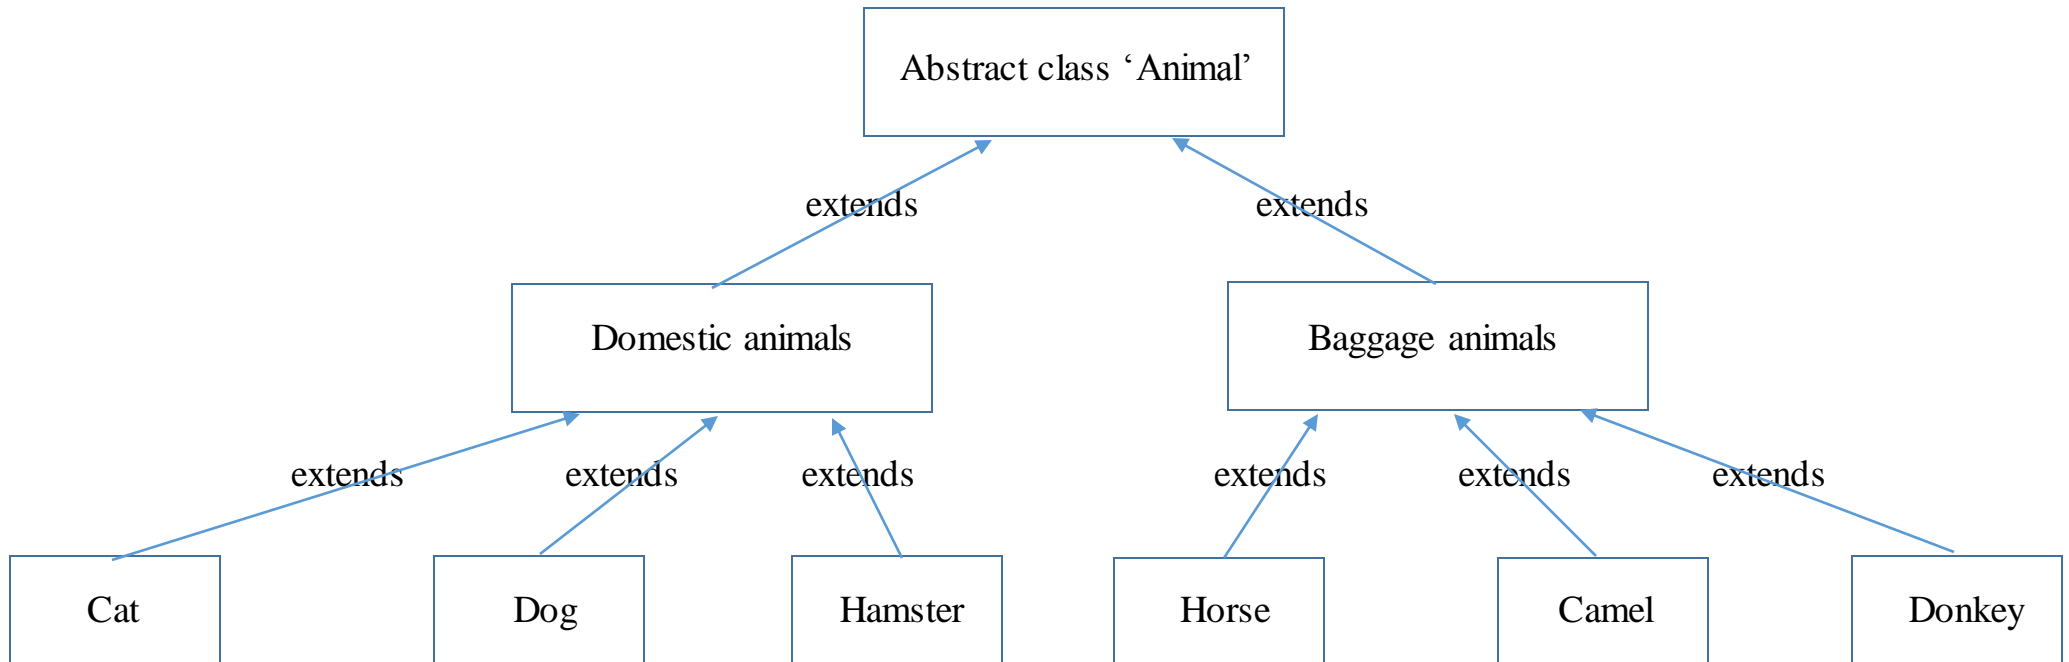 Abstract class ‘Animal’
extends
extends
Domestic animals
Baggage animals
extends
extends
extends
extends
extends
extends
Cat
Dog
Hamster
Horse
Camel
Donkey